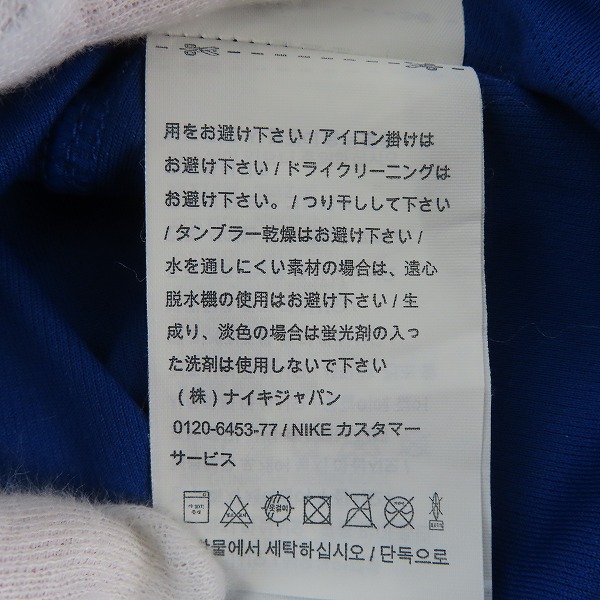 用をお避け下さい / アイロン掛けは
お避け下さい / ドライクリーニングは
お避け下さい。/ つり干しして下さい
/ タンブラー乾燥はお避け下さい /
水を通しにくい素材の場合は、遠心
脱水機の使用はお避け下さい / 生
成り、淡色の場合は蛍光剤の入っ
た洗剤は使用しないで下さい
(株) ナイキジャパン
0120-6453-77 / NIKE カスタマー
サービス
옷걸이
물에서 세탁하십시오 / 단독으로